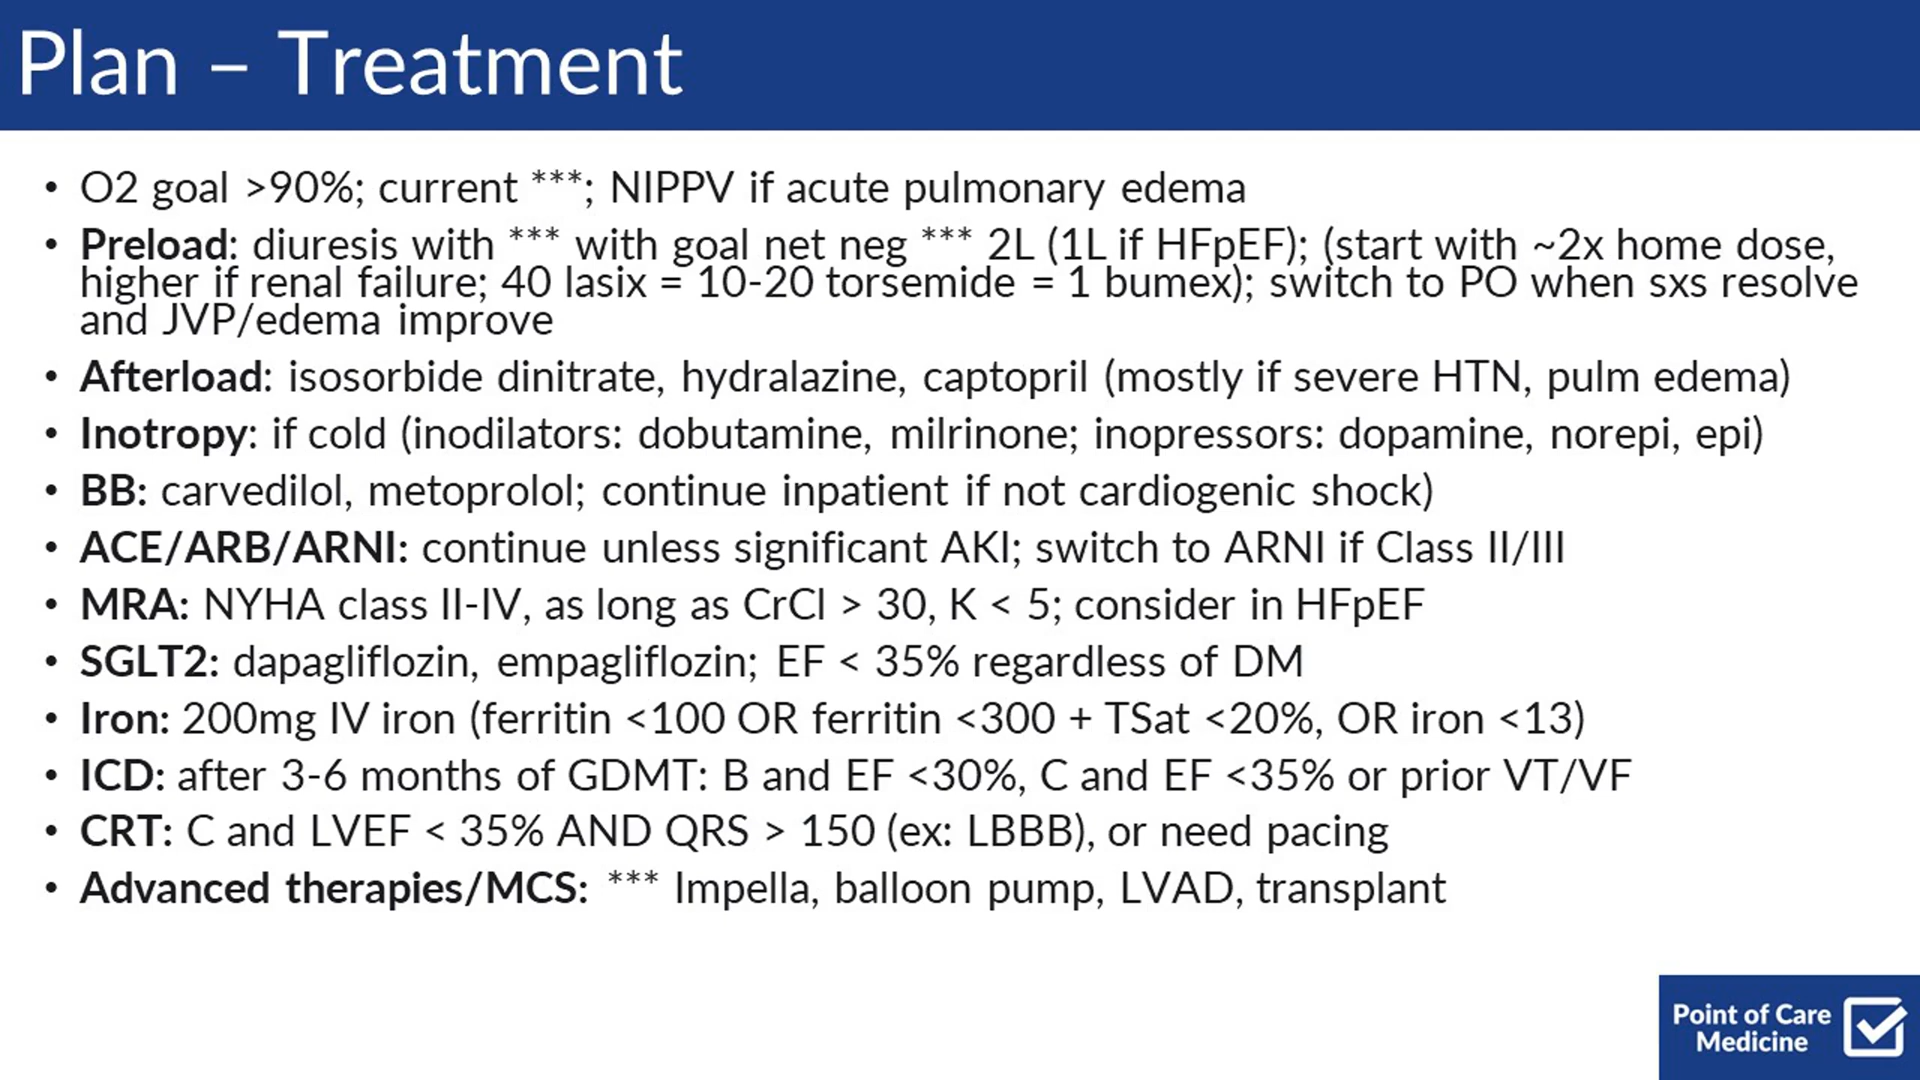 Plan – Treatment
• O2 goal >90%; current ***; NIPPV if acute pulmonary edema
• Preload: diuresis with *** with goal net neg *** 2L (1L if HFpEF); (start with ~2x home dose,
higher if renal failure; 40 lasix = 10-20 torsemide = 1 bumex); switch to PO when sxs resolve
and JVP/edema improve
• Afterload: isosorbide dinitrate, hydralazine, captopril (mostly if severe HTN, pulm edema)
• Inotropy: if cold (inodilators: dobutamine, milrinone; inopressors: dopamine, norepi, epi)
• BB: carvedilol, metoprolol; continue inpatient if not cardiogenic shock)
• ACE/ARB/ARNI: continue unless significant AKI; switch to ARNI if Class II/III
• MRA: NYHA class II-IV, as long as CrCl > 30, K < 5; consider in HFpEF
• SGLT2: dapagliflozin, empagliflozin; EF < 35% regardless of DM
• Iron: 200mg IV iron (ferritin <100 OR ferritin <300 + TSat <20%, OR iron <13)
• ICD: after 3-6 months of GDMT: B and EF <30%, C and EF <35% or prior VT/VF
• CRT: C and LVEF < 35% AND QRS > 150 (ex: LBBB), or need pacing
• Advanced therapies/MCS: *** Impella, balloon pump, LVAD, transplant
Point of Care
Medicine